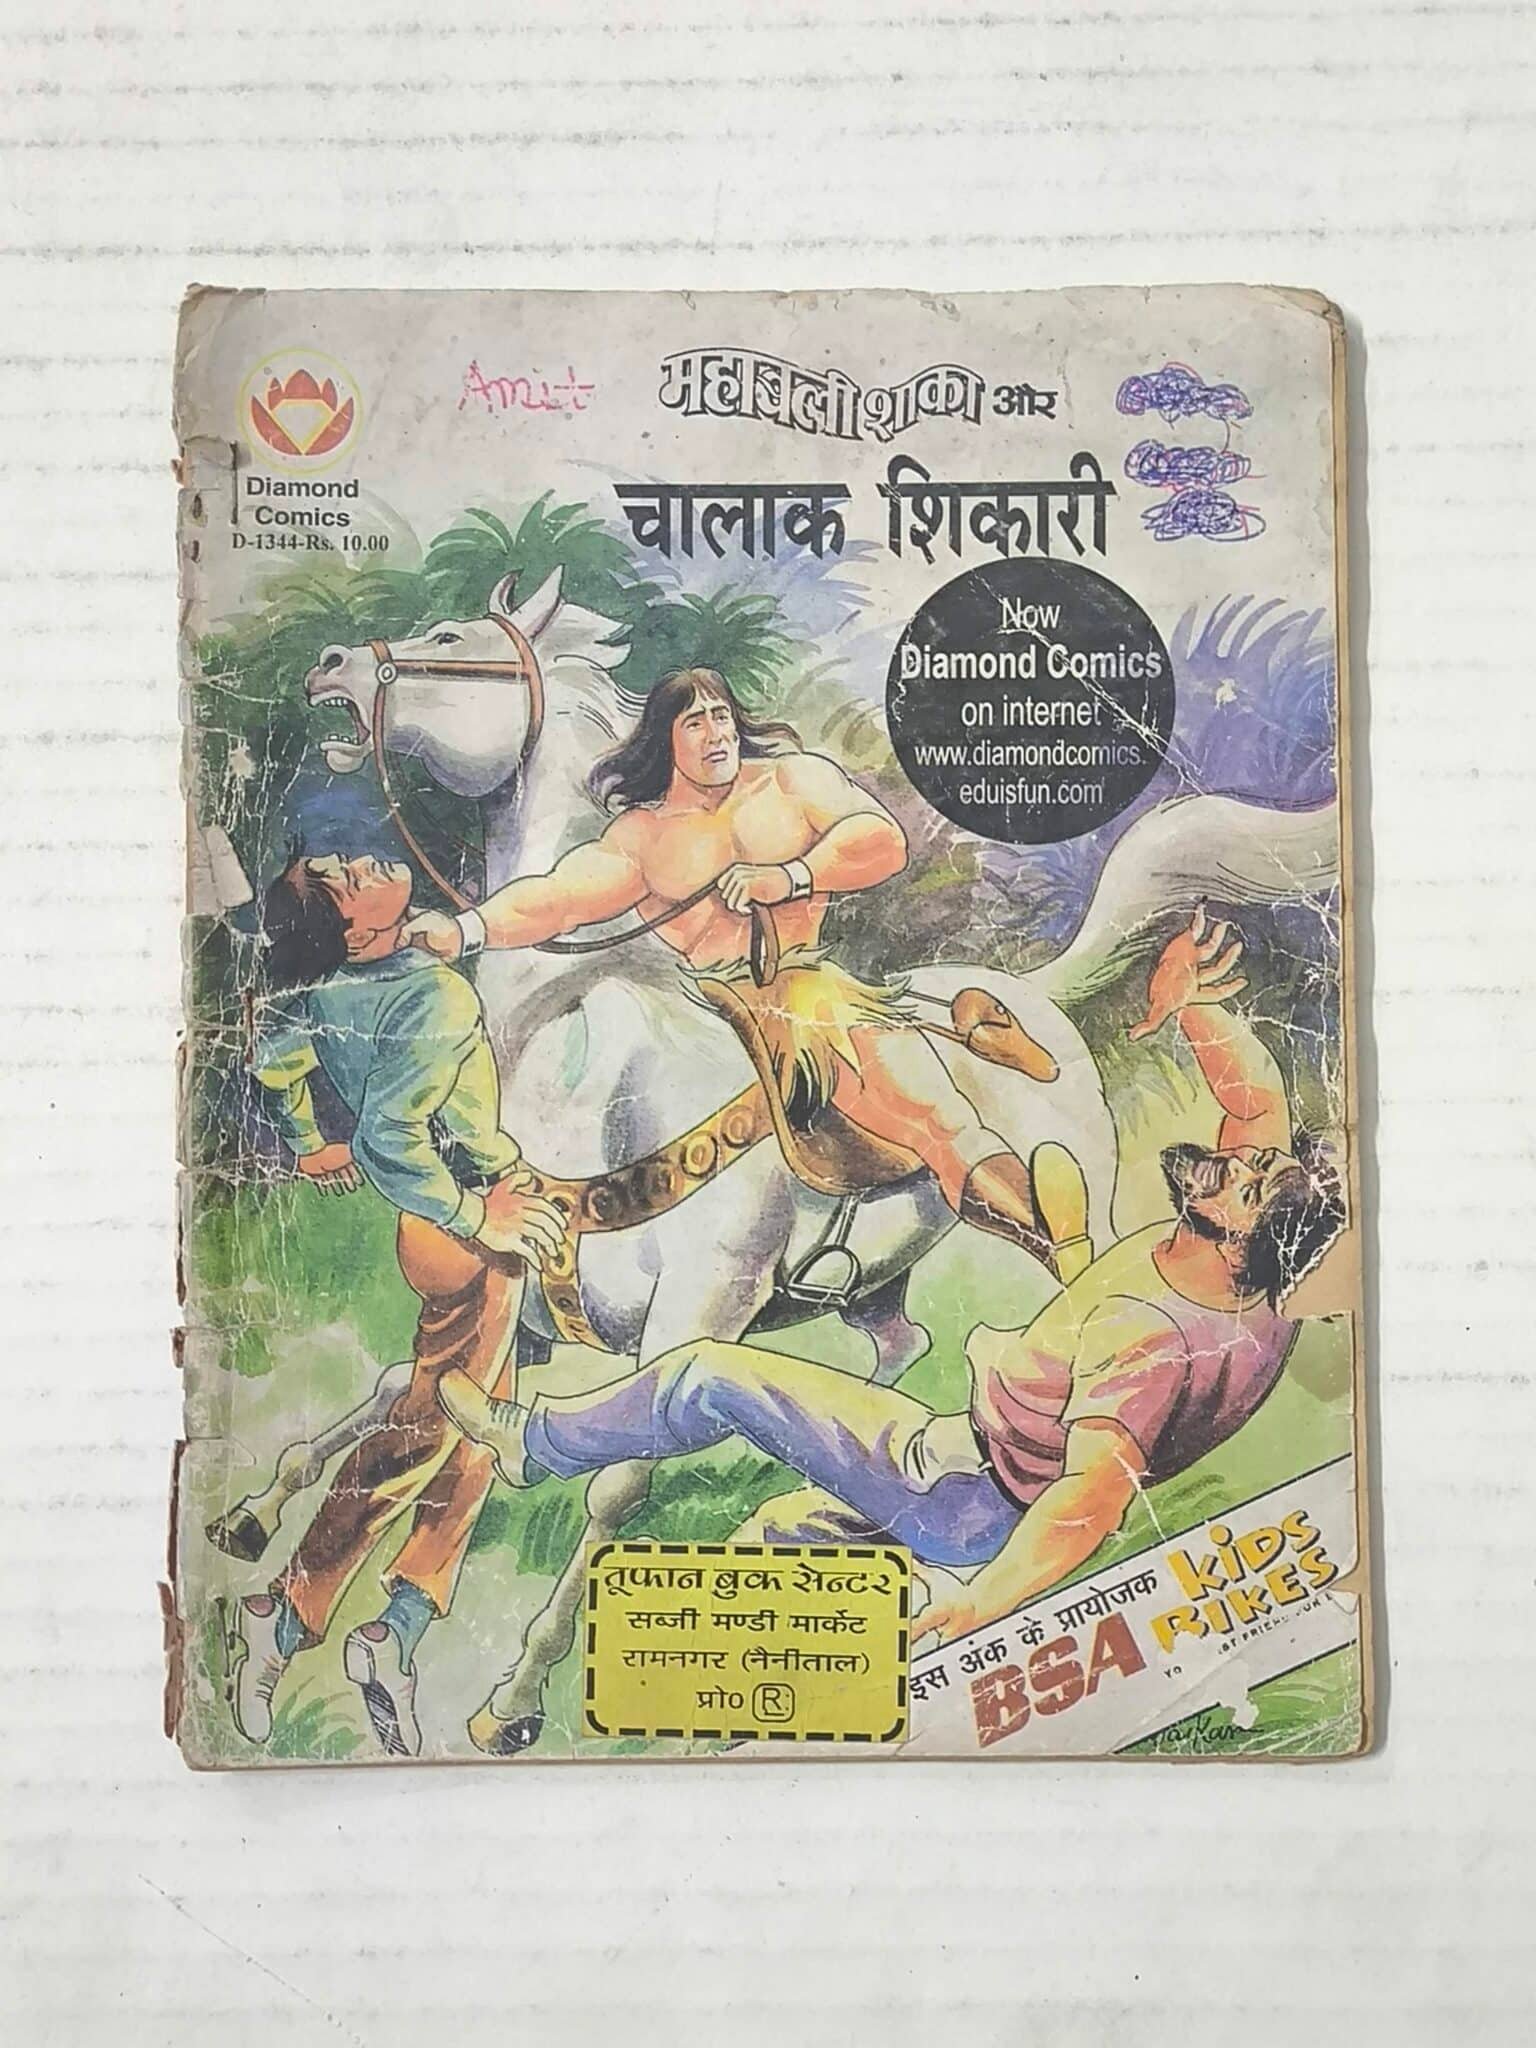 Amit
महाबली शाका और
चालाक शिकारी
Diamond
Comics
D-1344-Rs. 10.00
Now
Diamond Comics
on internet
www.diamondcomics.
eduisfun.com
तूफान बुक सेन्टर
सब्जी मण्डी मार्केट
रामनगर (नैनीताल)
प्रो० R
इस अंक के प्रायोजक
BSA
KiDS
BIKES